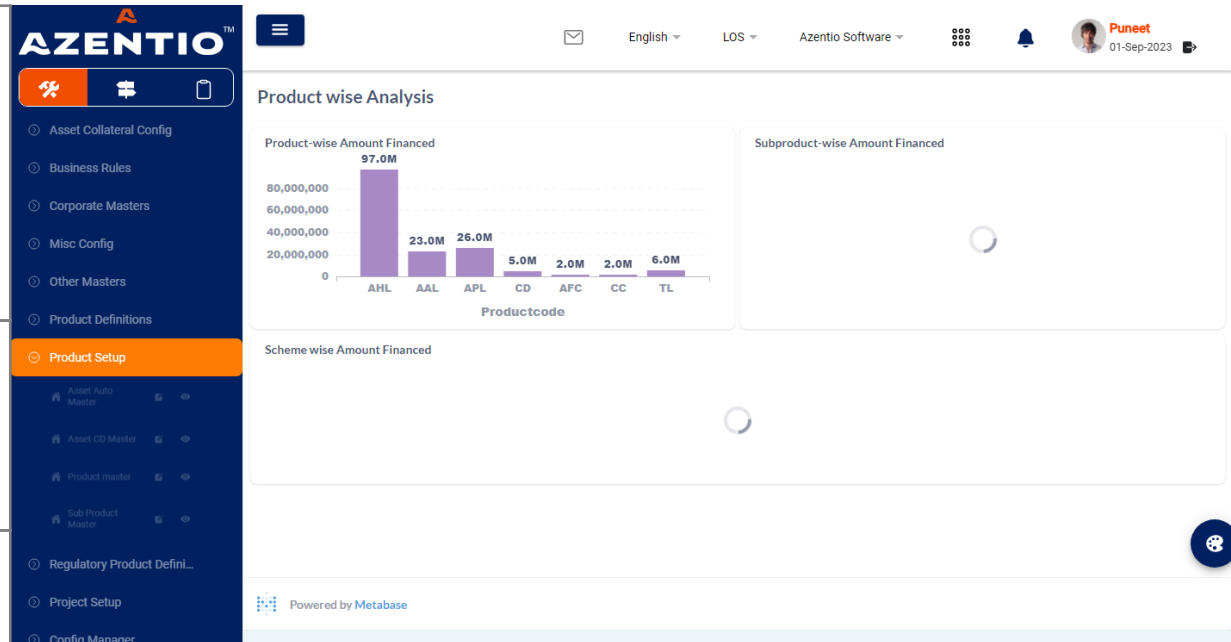 AZENTIO™
English
LOS
Azentio Software
Puneet
01-Sep-2023
Asset Collateral Config
Business Rules
Corporate Masters
Misc Config
Other Masters
Product Definitions
Product Setup
Asset Auto
Master
Asset CD Master
Product master
Sub Product
Master
Regulatory Product Defini...
Project Setup
Config Manager
Product wise Analysis
Product-wise Amount Financed
97.0M
80,000,000
60,000,000
40,000,000
20,000,000
0
23.0M
26.0M
5.0M
2.0M
2.0M
6.0M
AHL AAL APL CD AFC CC TL
Productcode
Subproduct-wise Amount Financed
Scheme wise Amount Financed
Powered by Metabase